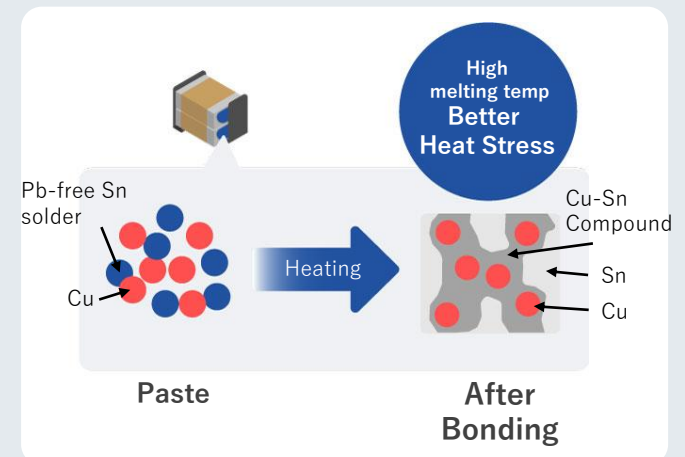 High
melting temp
Better
Heat Stress
Pb-free Sn
solder
Cu
Heating
Cu-Sn
Compound
Sn
Cu
Paste
After
Bonding